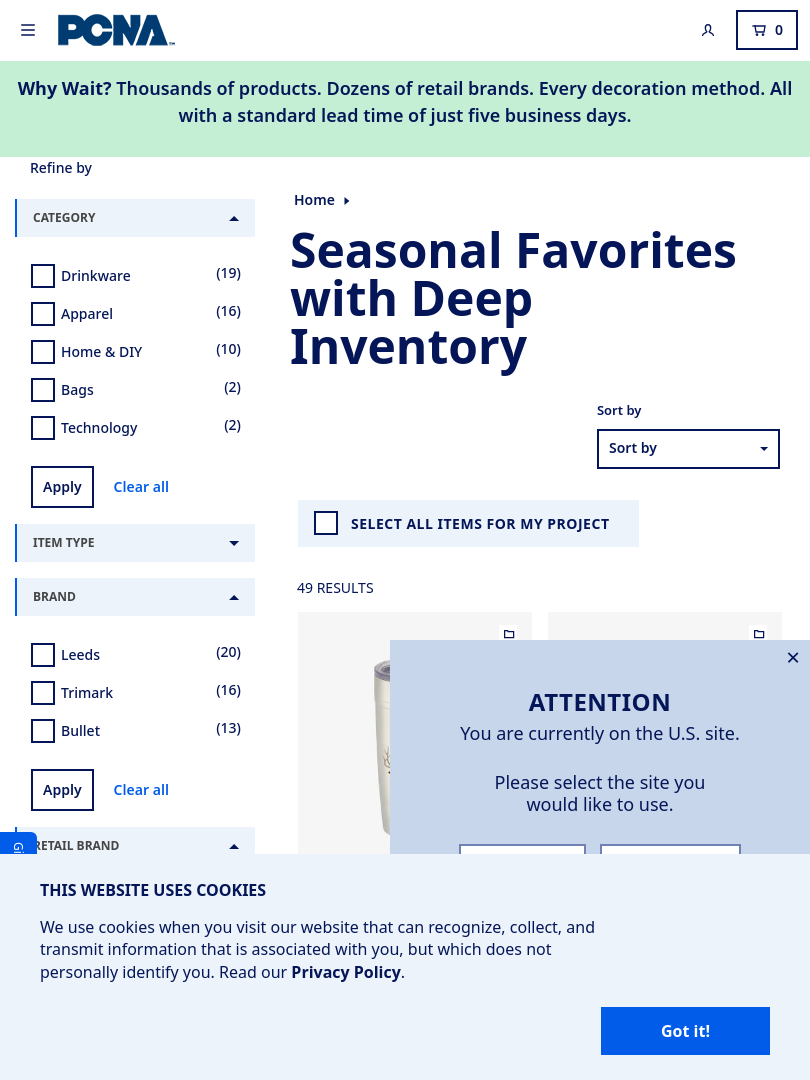 PCNA
0
Why Wait? Thousands of products. Dozens of retail brands. Every decoration method. All
with a standard lead time of just five business days.
Refine by
CATEGORY
Drinkware (19)
Apparel (16)
Home & DIY (10)
Bags (2)
Technology (2)
Apply Clear all
ITEM TYPE
BRAND
Leeds (20)
Trimark (16)
Bullet (13)
Apply Clear all
RETAIL BRAND
Home
Seasonal Favorites
with Deep
Inventory
Sort by
Sort by
SELECT ALL ITEMS FOR MY PROJECT
49 RESULTS
ATTENTION
You are currently on the U.S. site.
Please select the site you
would like to use.
THIS WEBSITE USES COOKIES
We use cookies when you visit our website that can recognize, collect, and
transmit information that is associated with you, but which does not
personally identify you. Read our Privacy Policy.
Got it!